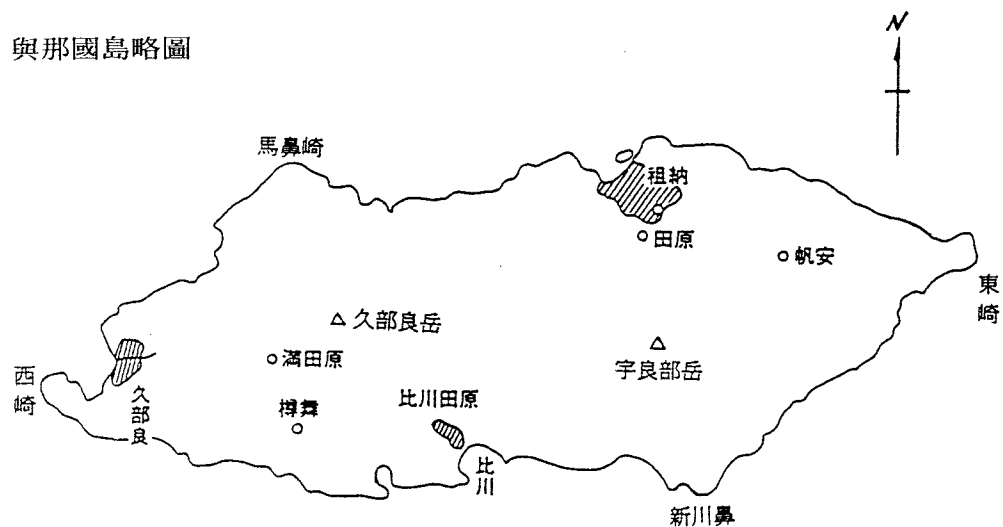 與那國島略圖
N
馬鼻崎
祖納
田原
帆安
東崎
久部良岳
満田原
宇良部岳
西崎
久部良
樽舞
比川田原
比川
新川鼻